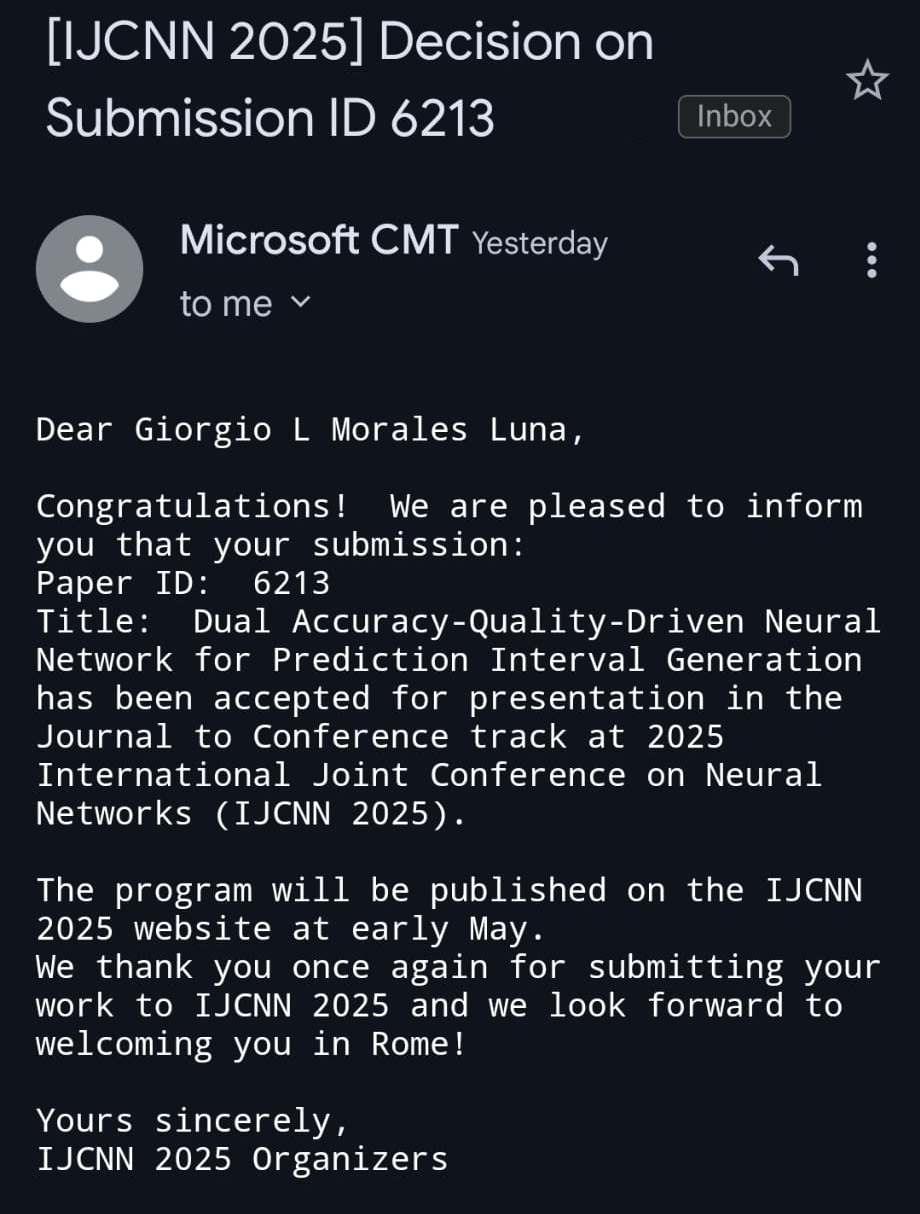 [IJCNN 2025] Decision on
Submission ID 6213 Inbox
Microsoft CMT Yesterday
to me
Dear Giorgio L Morales Luna,
Congratulations!  We are pleased to inform
you that your submission:
Paper ID:  6213
Title:  Dual Accuracy-Quality-Driven Neural
Network for Prediction Interval Generation
has been accepted for presentation in the
Journal to Conference track at 2025
International Joint Conference on Neural
Networks (IJCNN 2025).
The program will be published on the IJCNN
2025 website at early May.
We thank you once again for submitting your
work to IJCNN 2025 and we look forward to
welcoming you in Rome!
Yours sincerely,
IJCNN 2025 Organizers